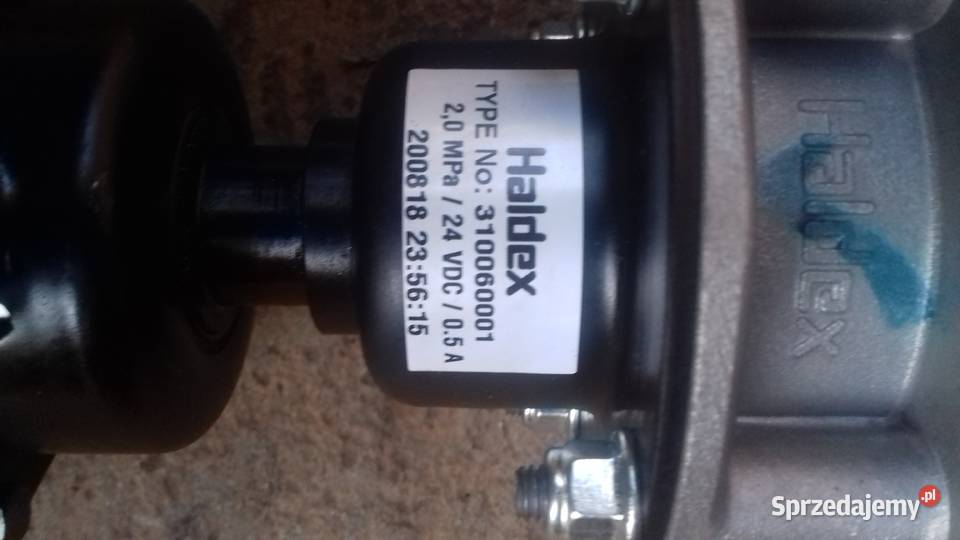 Haldex
TYPE No: 310060001
2,0 MPa / 24 VDC / 0.5 A
200818 23:56:15
Haldex
Sprzedajemy.pl